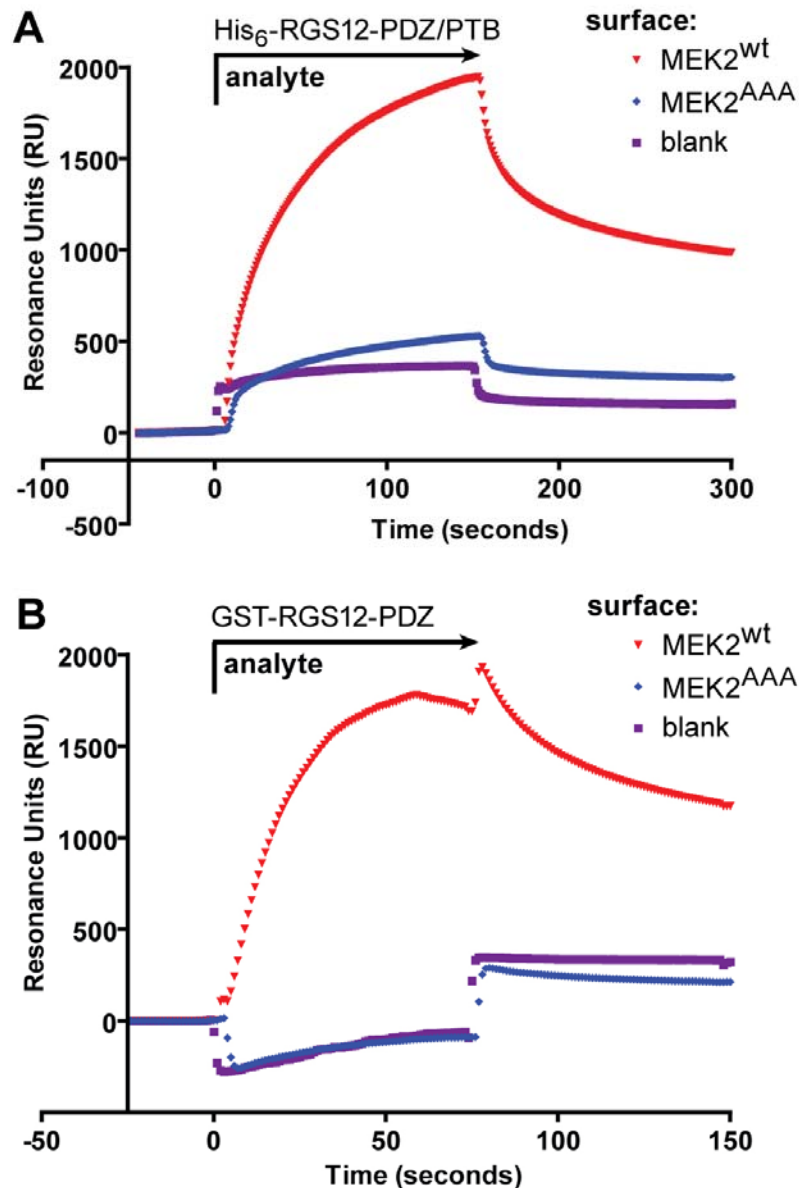 A
His6-RGS12-PDZ/PTB
analyte
surface:
MEK2wt
MEK2AAA
blank
2000
1500
1000
500
0
-500
Resonance Units (RU)
-100
0
100
200
300
Time (seconds)
B
GST-RGS12-PDZ
analyte
surface:
MEK2wt
MEK2AAA
blank
2000
1500
1000
500
0
Resonance Units (RU)
-50
0
50
100
150
Time (seconds)